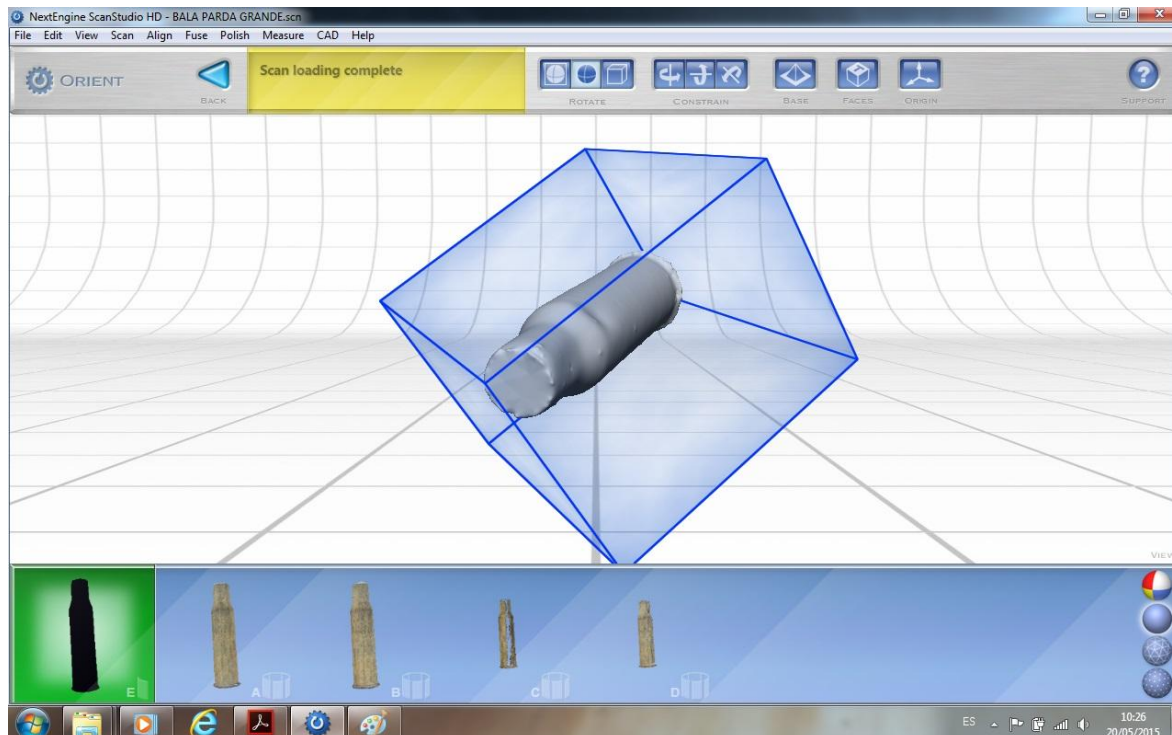 NextEngine ScanStudio HD - BALA PARDA GRANDE.scn
File Edit View Scan Align Fuse Polish Measure CAD Help
ORIENT
BACK
Scan loading complete
ROTATE
CONSTRAIN
BASE
FACES
ORIGIN
SUPPORT
VIEW
E
A
B
C
D
ES
10:26
20/05/2015